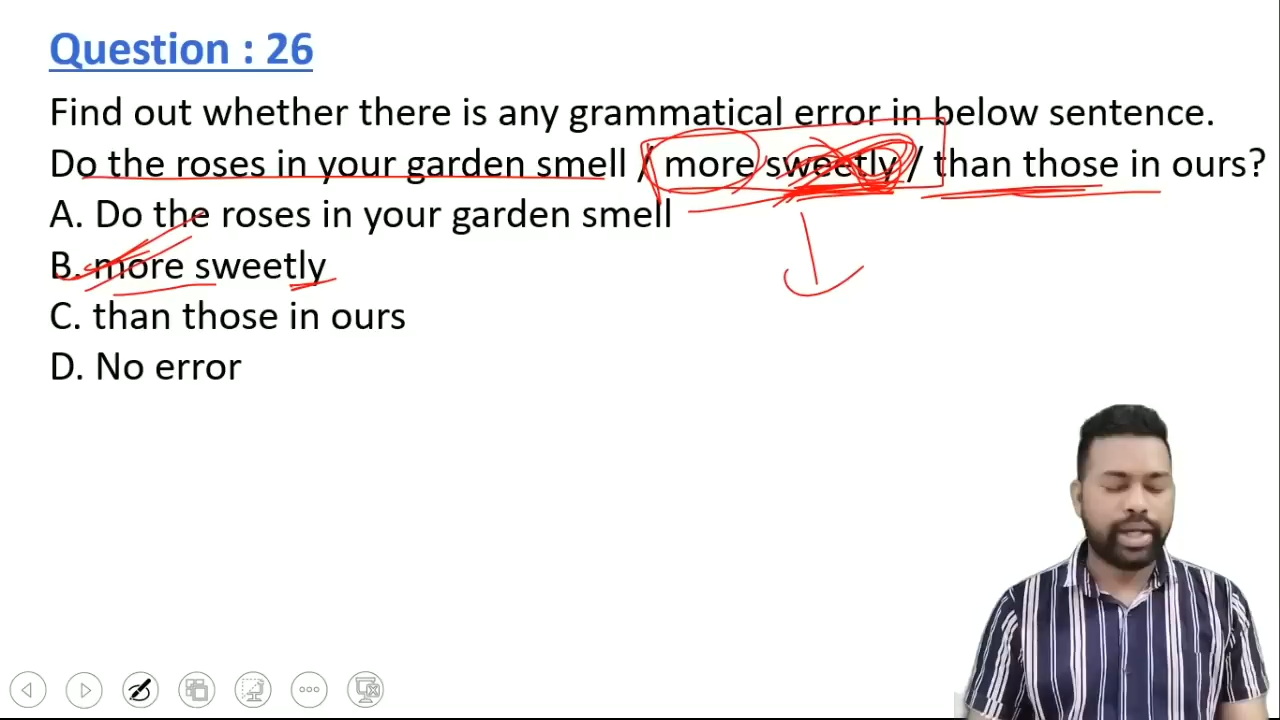 Question : 26
Find out whether there is any grammatical error in below sentence.
Do the roses in your garden smell / more sweetly / than those in ours?
A. Do the roses in your garden smell
B. more sweetly
C. than those in ours
D. No error